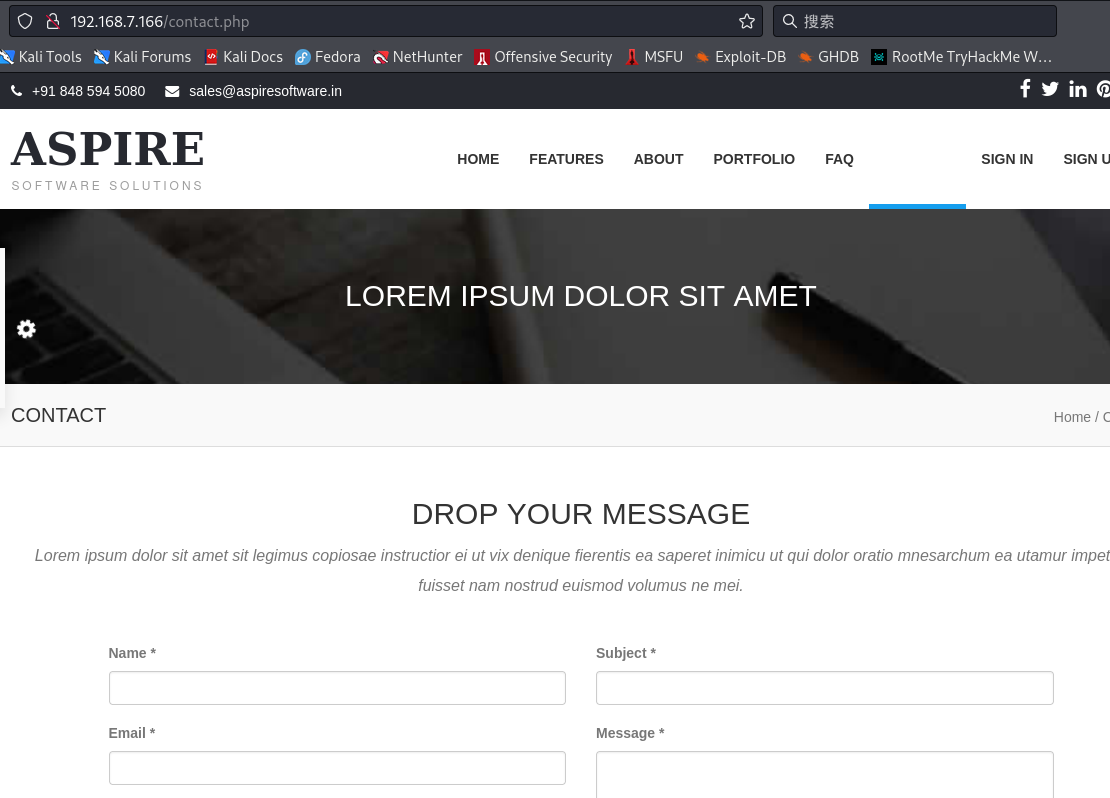 192.168.7.166/contact.php 搜索
Kali Tools Kali Forums Kali Docs Fedora NetHunter Offensive Security MSFU Exploit-DB GHDB RootMe TryHackMe W…
+91 848 594 5080 sales@aspiresoftware.in
ASPIRE
SOFTWARE SOLUTIONS
HOME FEATURES ABOUT PORTFOLIO FAQ SIGN IN SIGN U
LOREM IPSUM DOLOR SIT AMET
CONTACT Home / C
DROP YOUR MESSAGE
Lorem ipsum dolor sit amet sit legimus copiosae instructior ei ut vix denique fierentis ea saperet inimicu ut qui dolor oratio mnesarchum ea utamur impet
fuisset nam nostrud euismod volumus ne mei.
Name * Subject *
Email * Message *